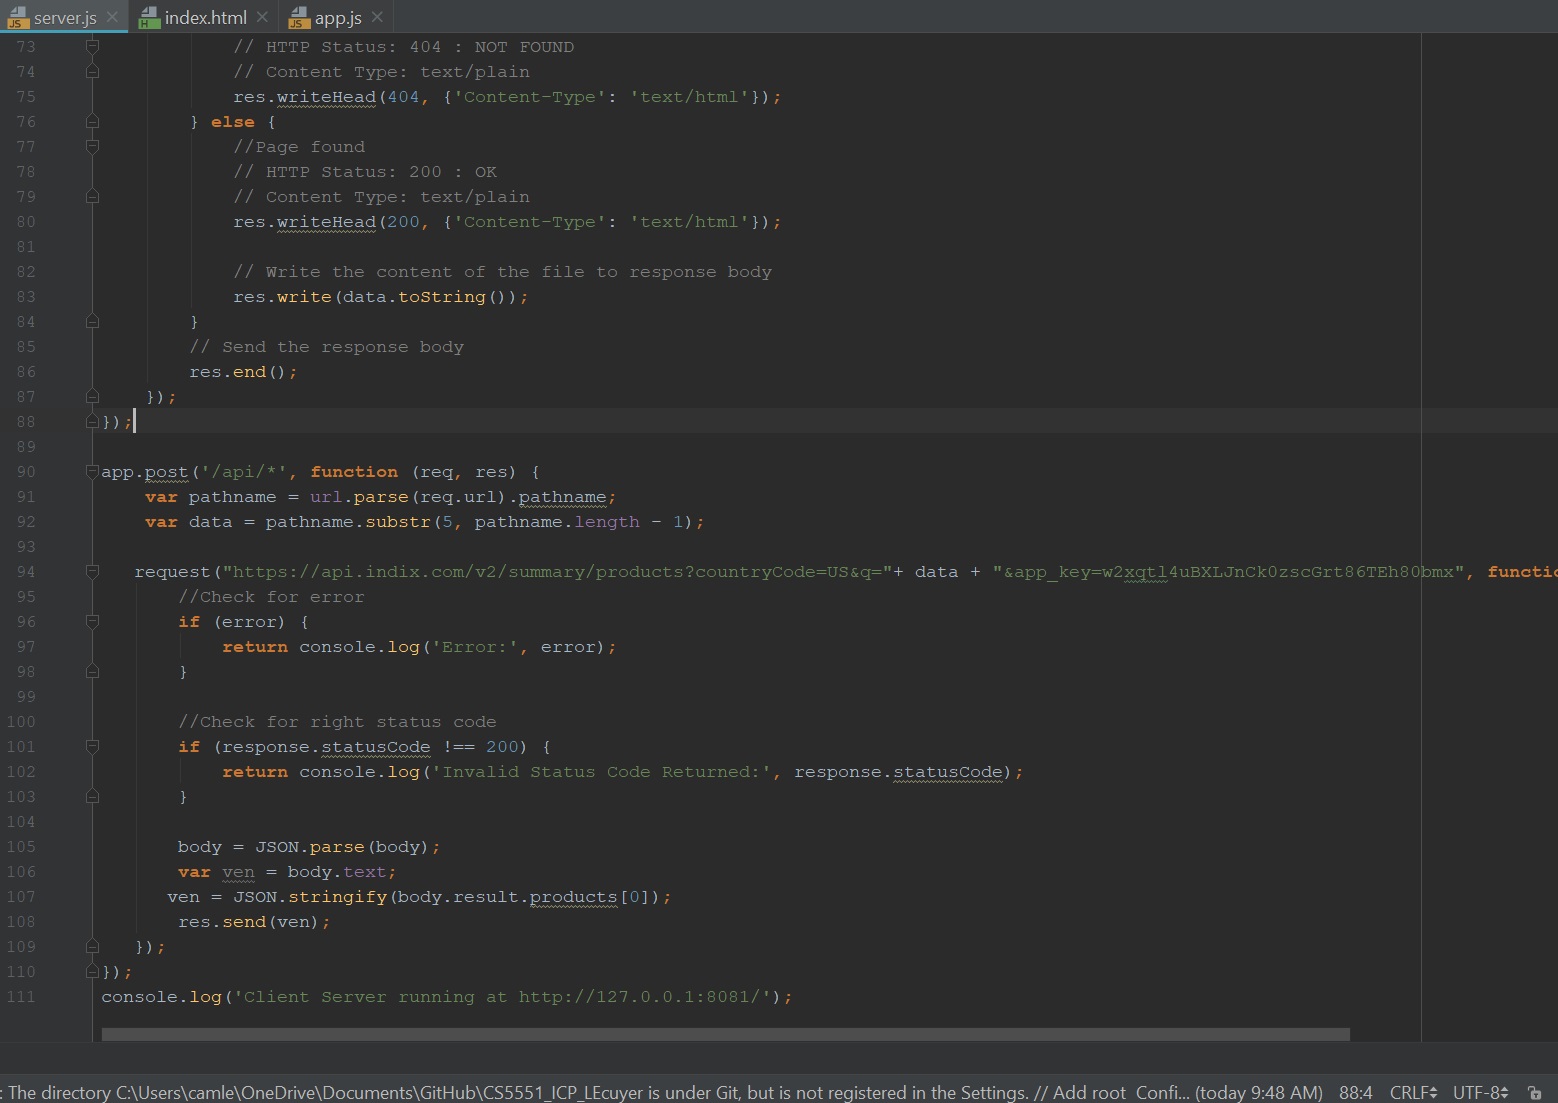 server.js index.html app.js
73 // HTTP Status: 404 : NOT FOUND
74 // Content Type: text/plain
75 res.writeHead(404, {'Content-Type': 'text/html'});
76 } else {
77 //Page found
78 // HTTP Status: 200 : OK
79 // Content Type: text/plain
80 res.writeHead(200, {'Content-Type': 'text/html'});
81
82 // Write the content of the file to response body
83 res.write(data.toString());
84 }
85 // Send the response body
86 res.end();
87 });
88 });
89
90 app.post('/api/*', function (req, res) {
91 var pathname = url.parse(req.url).pathname;
92 var data = pathname.substr(5, pathname.length - 1);
93
94 request("https://api.indix.com/v2/summary/products?countryCode=US&q="+ data + "&app_key=w2xqtl4uBXLJnCk0zscGrt86TEh80bmx", functio
95 //Check for error
96 if (error) {
97 return console.log('Error:', error);
98 }
99
100 //Check for right status code
101 if (response.statusCode !== 200) {
102 return console.log('Invalid Status Code Returned:', response.statusCode);
103 }
104
105 body = JSON.parse(body);
106 var ven = body.text;
107 ven = JSON.stringify(body.result.products[0]);
108 res.send(ven);
109 });
110 });
111 console.log('Client Server running at http://127.0.0.1:8081/');
: The directory C:\Users\camle\OneDrive\Documents\GitHub\CS5551_ICP_LEcuyer is under Git, but is not registered in the Settings. // Add root Confi... (today 9:48 AM) 88:4 CRLF UTF-8